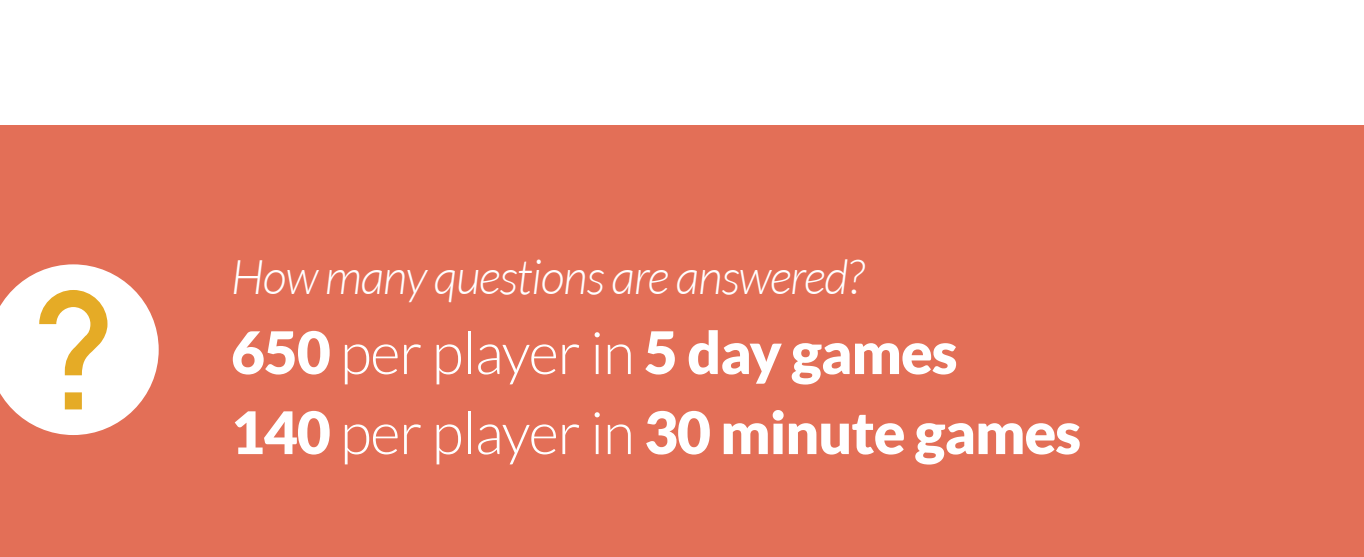 How many questions are answered?
650 per player in 5 day games
140 per player in 30 minute games